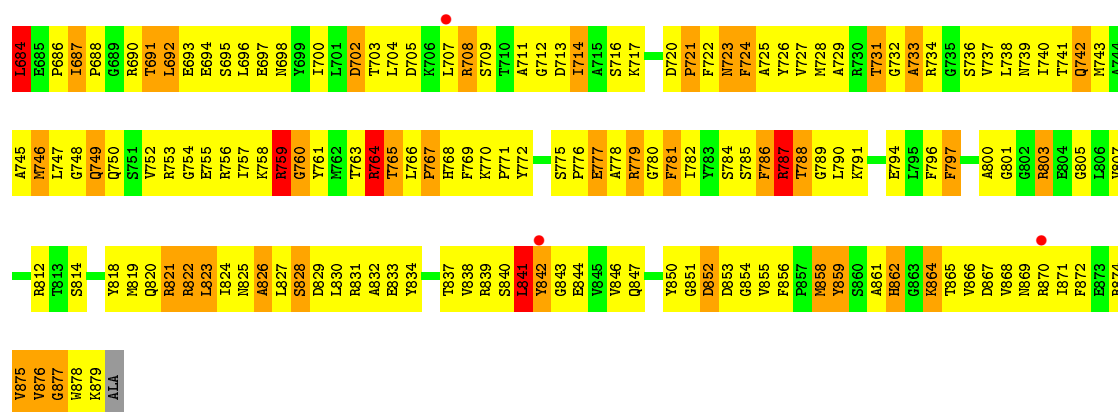 L684 E685 P686 I687 P688 G689 R690 T691 L692 E693 E694 S695 L696 E697 N698 Y699 I700 L701 D702 T703 L704 D705 K706 L707 R708 S709 T710 A711 G712 D713 I714 A715 S716 K717 D720 P721 F722 N723 F724 A725 Y726 V727 M728 A729 R730 T731 G732 A733 R734 G735 S736 V737 L738 N739 I740 T741 Q742 M743 A744
A745 M746 L747 G748 Q749 Q750 S751 V752 R753 G754 E755 R756 I757 K758 R759 G760 Y761 M762 T763 R764 T765 L766 P767 H768 F769 K770 P771 Y772 S775 P776 E777 A778 R779 G780 F781 I782 Y783 S784 S785 F786 R787 T788 G789 L790 K791 E794 L795 F796 F797 A800 G801 G802 R803 E804 G805 L806 V807
R812 T813 S814 Y818 M819 Q820 R821 R822 L823 I824 N825 A826 L827 S828 D829 L830 R831 A832 E833 Y834 T837 V838 R839 S840 L841 Y842 G843 E844 V845 V846 Q847 Y850 G851 D852 D853 G854 V855 F856 P857 M858 Y859 S860 A861 H862 G863 K864 T865 V866 D867 V868 N869 R870 I871 F872 E873 R874
V875 V876 G877 W878 K879 ALA